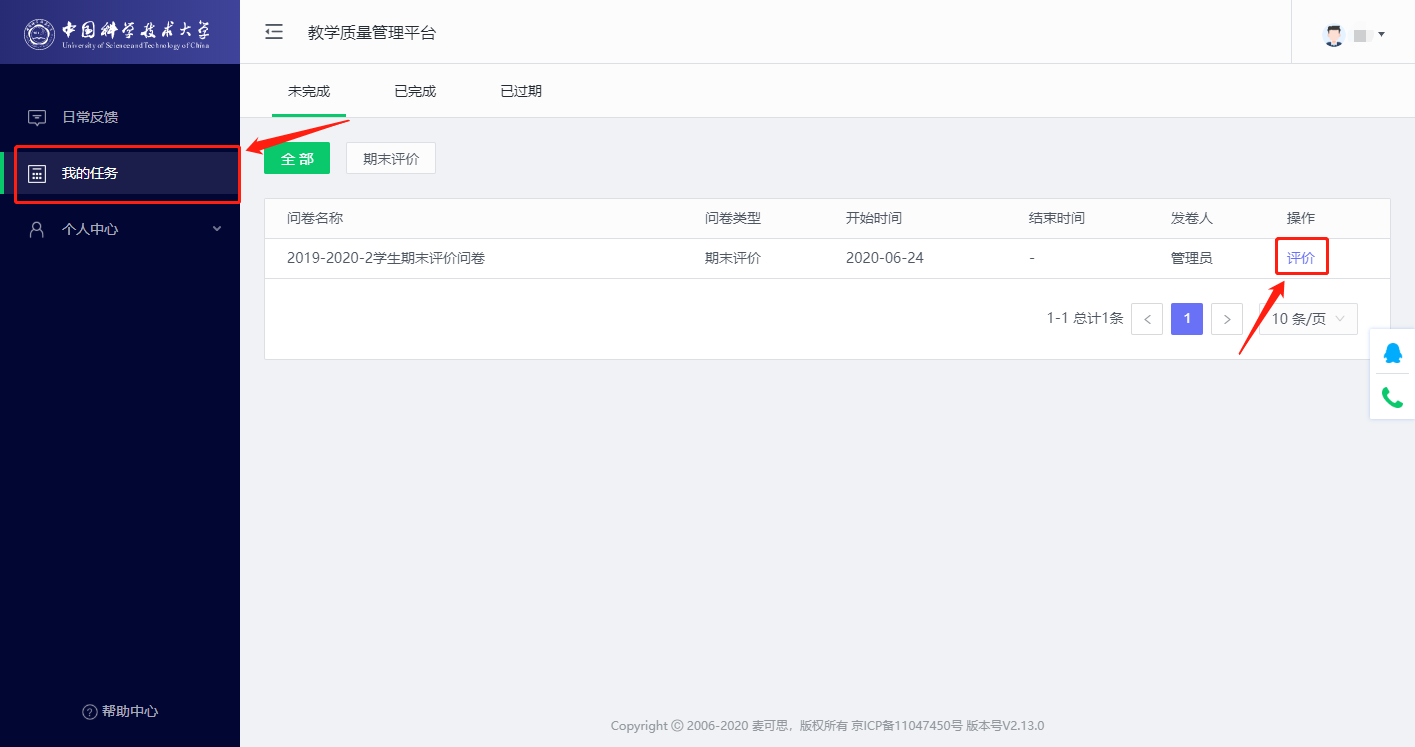 中国科学技术大学
University of Science and Technology of China
教学质量管理平台
未完成 已完成 已过期
日常反馈
我的任务
个人中心
全 部 期末评价
问卷名称 问卷类型 开始时间 结束时间 发卷人 操作
2019-2020-2学生期末评价问卷 期末评价 2020-06-24 - 管理员 评价
1-1 总计1条 < 1 > 10 条/页
帮助中心
Copyright © 2006-2020 麦可思，版权所有 京ICP备11047450号 版本号V2.13.0